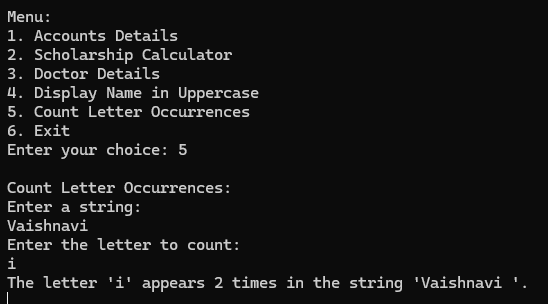 Menu:
1. Accounts Details
2. Scholarship Calculator
3. Doctor Details
4. Display Name in Uppercase
5. Count Letter Occurrences
6. Exit
Enter your choice: 5

Count Letter Occurrences:
Enter a string:
Vaishnavi
Enter the letter to count:
i
The letter 'i' appears 2 times in the string 'Vaishnavi '.